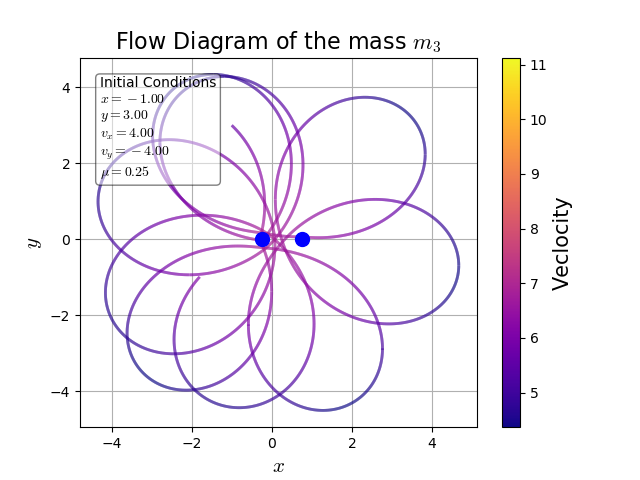 Flow Diagram of the mass m₃
Initial Conditions
x = −1.00
y = 3.00
vₓ = 4.00
v_y = −4.00
μ = 0.25
4
2
0
−2
−4
y
−4
−2
0
2
4
x
11
10
9
8
7
6
5
Veclocity